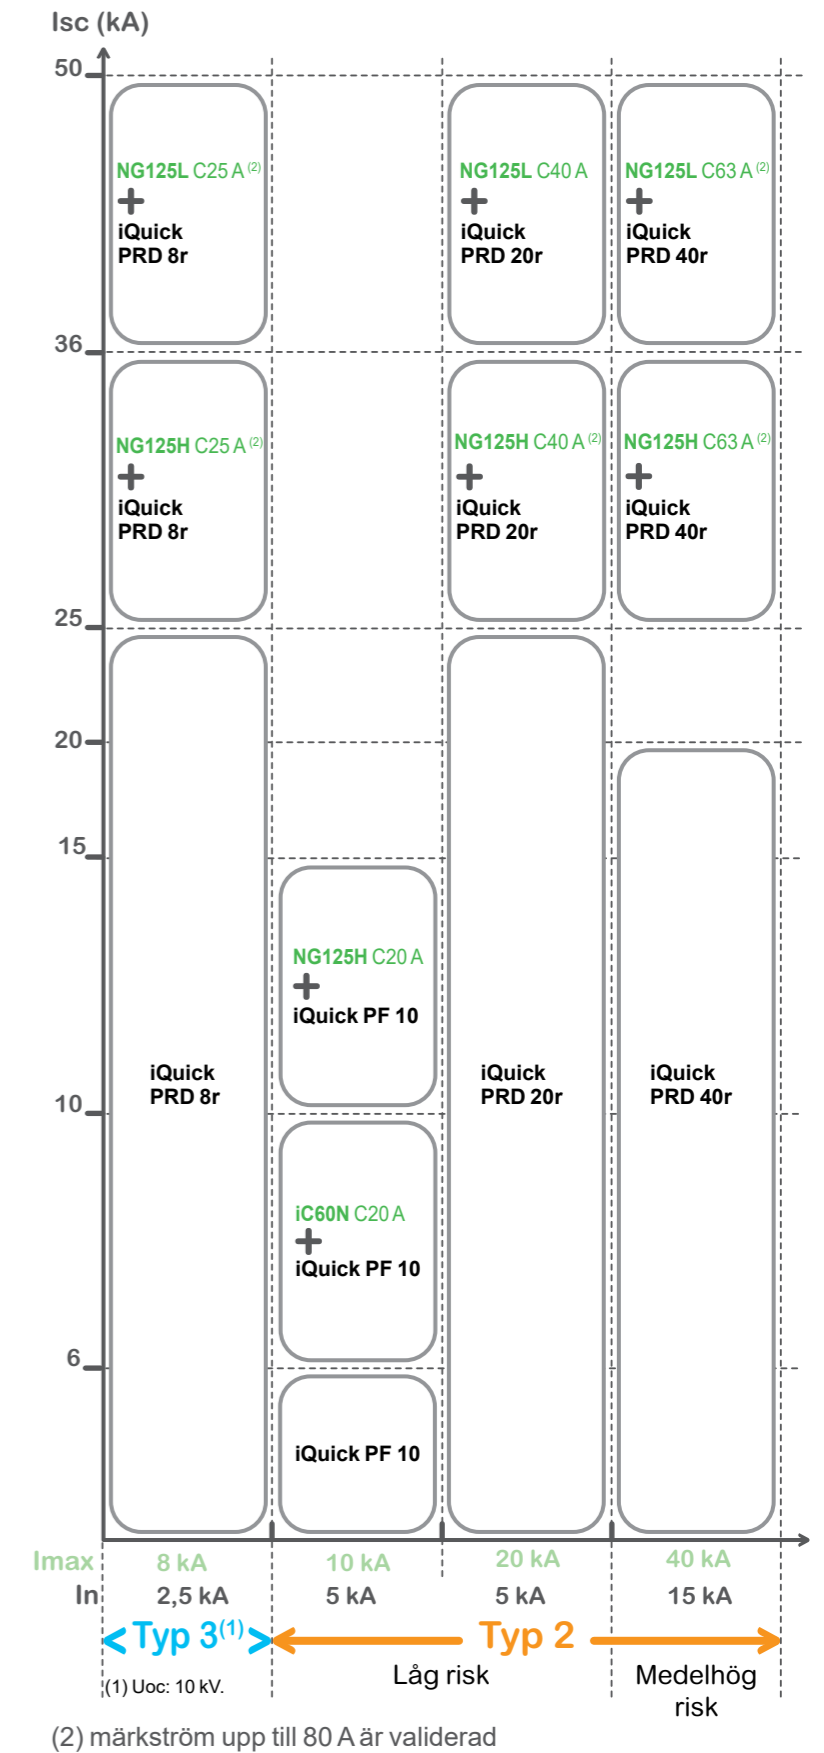 Isc (kA)
50
NG125L C25 A (2)
+
iQuick
PRD 8r
NG125L C40 A
+
iQuick
PRD 20r
NG125L C63 A (2)
+
iQuick
PRD 40r
36
NG125H C25 A (2)
+
iQuick
PRD 8r
NG125H C40 A (2)
+
iQuick
PRD 20r
NG125H C63 A (2)
+
iQuick
PRD 40r
25
20
15
NG125H C20 A
+
iQuick PF 10
iQuick
PRD 8r
iQuick
PRD 20r
iQuick
PRD 40r
10
iC60N C20 A
+
iQuick PF 10
6
iQuick PF 10
Imax 8 kA 10 kA 20 kA 40 kA
In 2,5 kA 5 kA 5 kA 15 kA
Typ 3(1) Typ 2
(1) Uoc: 10 kV.
Låg risk
Medelhög
risk
(2) märkström upp till 80 A är validerad